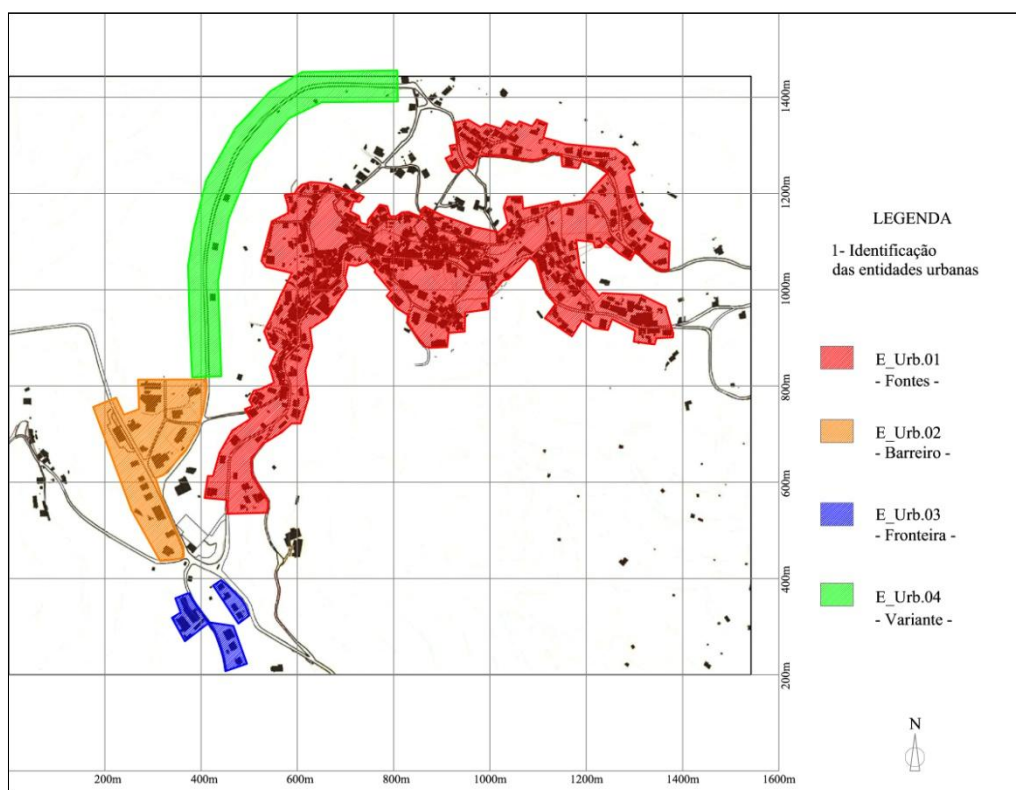 1400m
1200m
1000m
800m
600m
400m
200m
200m
400m
600m
800m
1000m
1200m
1400m
1600m
LEGENDA
1- Identificação
das entidades urbanas
E_Urb.01
- Fontes -
E_Urb.02
- Barreiro -
E_Urb.03
- Fronteira -
E_Urb.04
- Variante -
N